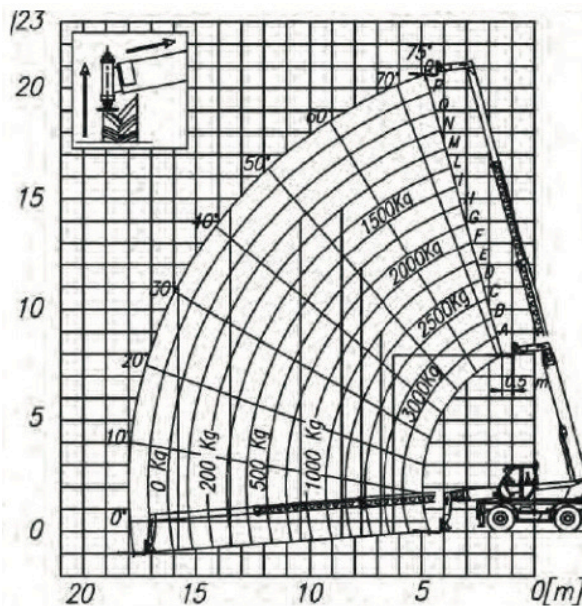 23
75°
20
70°
P
O
N
60°
M
L
50°
I
15
H
1500Kg
G
40°
F
2000Kg
E
D
30°
C
2500Kg
10
B
A
20°
3000Kg
0.5 m
5
10°
0 Kg
200 Kg
500 Kg
1000 Kg
0°
0
20
15
10
5
0[m]